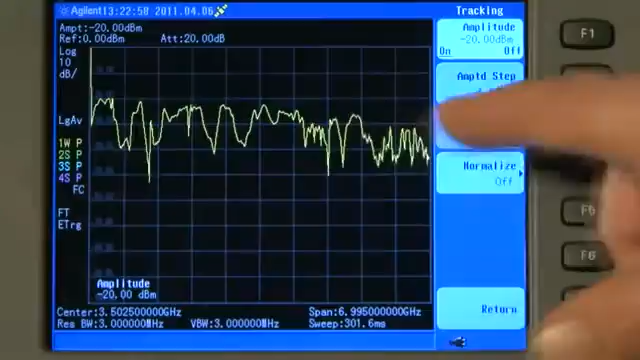 Agilent 13:22:58 2011.04.06
Tracking
Ampt:-20.00dBm
Ref:0.00dBm Att:20.00dB
Log
10
dB/
LgAv
1W P
2S P
3S P
4S P
FC
FT
ETrg
Amplitude
-20.00 dBm
Center:3.502500000GHz Span:6.995000000GHz
Res BW:3.000000MHz VBW:3.000000MHz Sweep:301.6ms
Amplitude
-20.00dBm
On Off
Amptd Step
Normalize
Off
Return
F1
F6